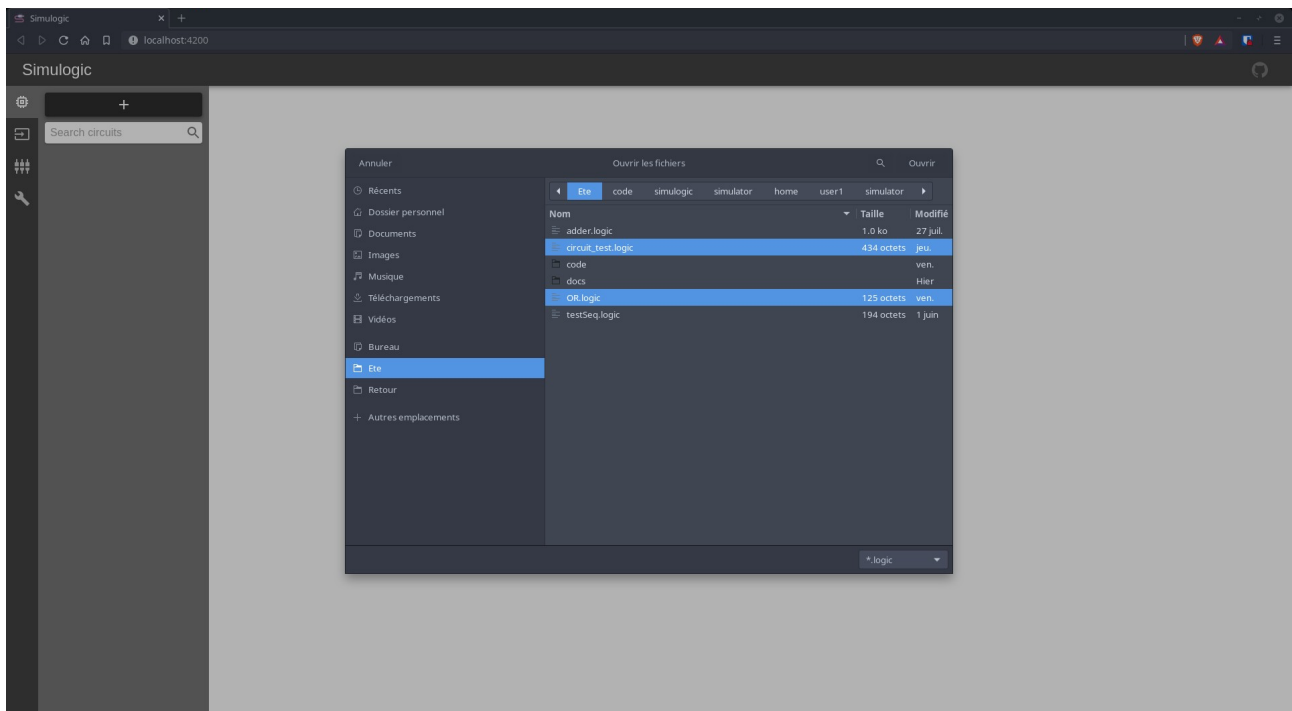 Simulogic
localhost:4200
Simulogic
Search circuits
Annuler Ouvrir les fichiers Ouvrir
Récents
Dossier personnel
Documents
Images
Musique
Téléchargements
Vidéos
Bureau
Ete
Retour
Autres emplacements
Ete code simulogic simulator home user1 simulator
Nom Taille Modifié
adder.logic 1.0 ko 27 juil.
circuit_test.logic 434 octets jeu.
code ven.
docs Hier
OR.logic 125 octets ven.
testSeq.logic 194 octets 1 juin
*.logic